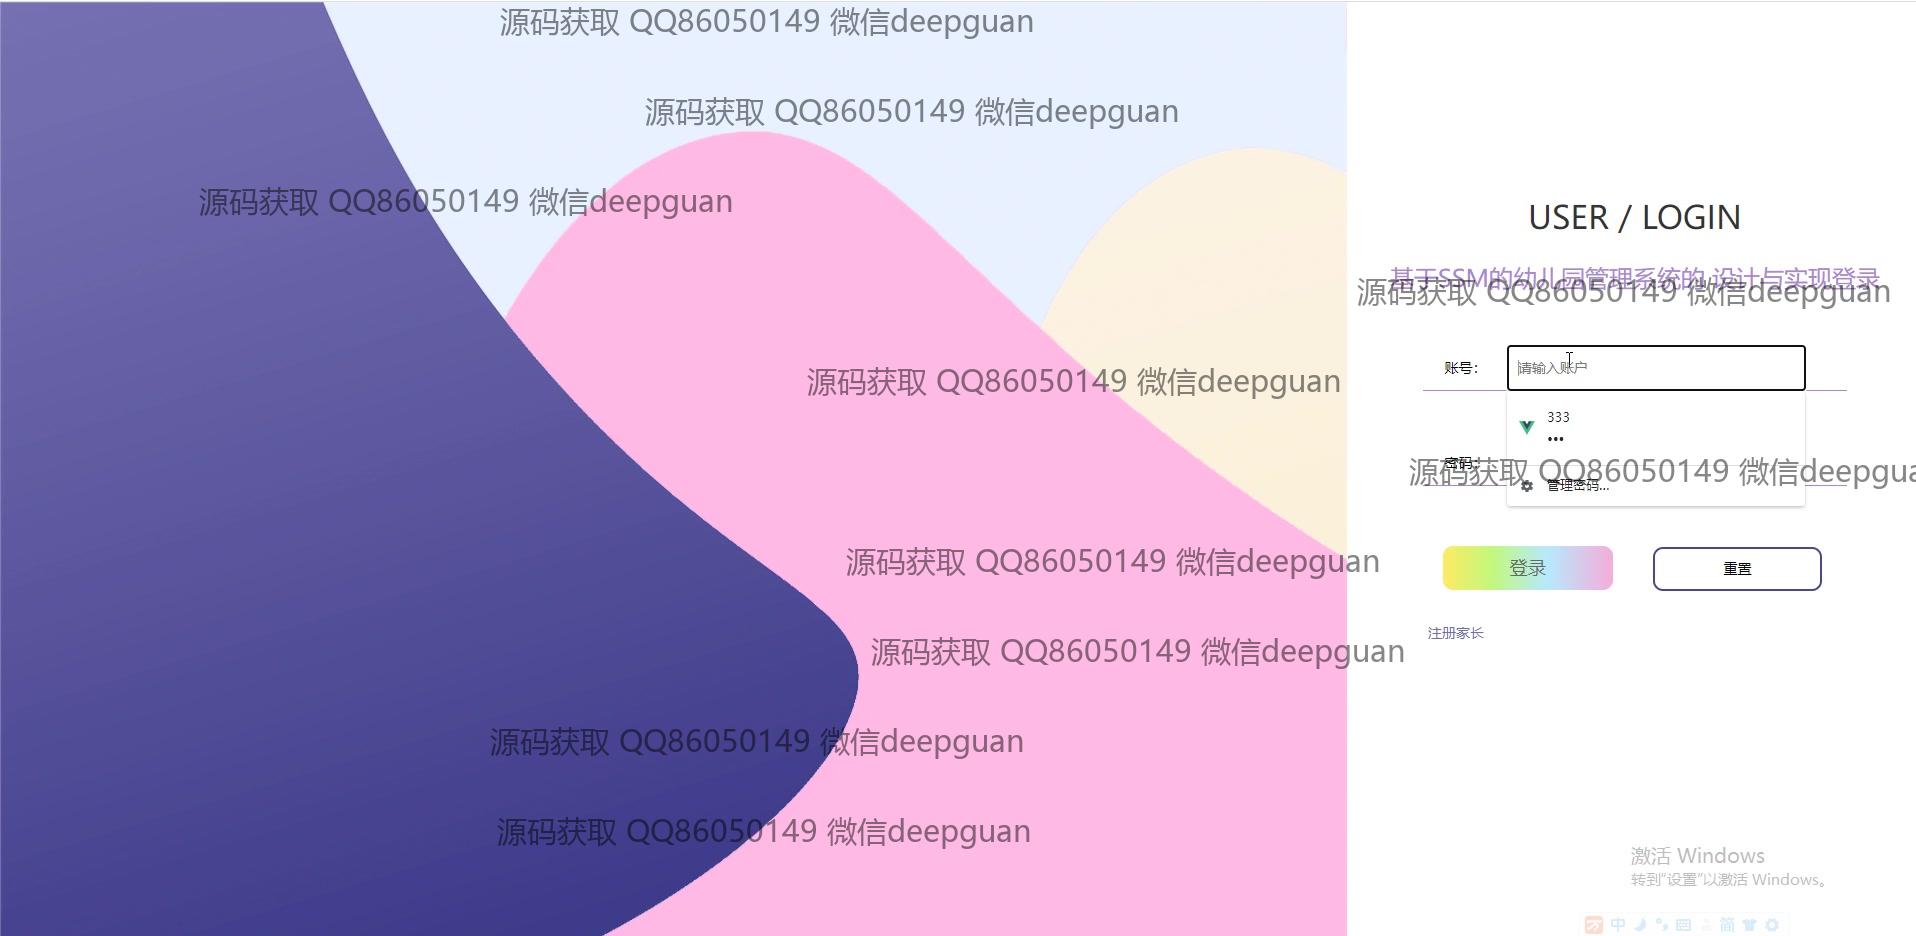 源码获取 QQ86050149 微信deepguan
源码获取 QQ86050149 微信deepguan
源码获取 QQ86050149 微信deepguan
USER / LOGIN
基于SSM的幼儿园管理系统的设计与实现登录
源码获取 QQ86050149 微信deepguan
账号：
请输入账户
源码获取 QQ86050149 微信deepguan
333
•••
密码：
源码获取 QQ86050149 微信deepgua
管理密码...
源码获取 QQ86050149 微信deepguan
登录
重置
注册家长
源码获取 QQ86050149 微信deepguan
源码获取 QQ86050149 微信deepguan
源码获取 QQ86050149 微信deepguan
激活 Windows
转到"设置"以激活 Windows。
中
简